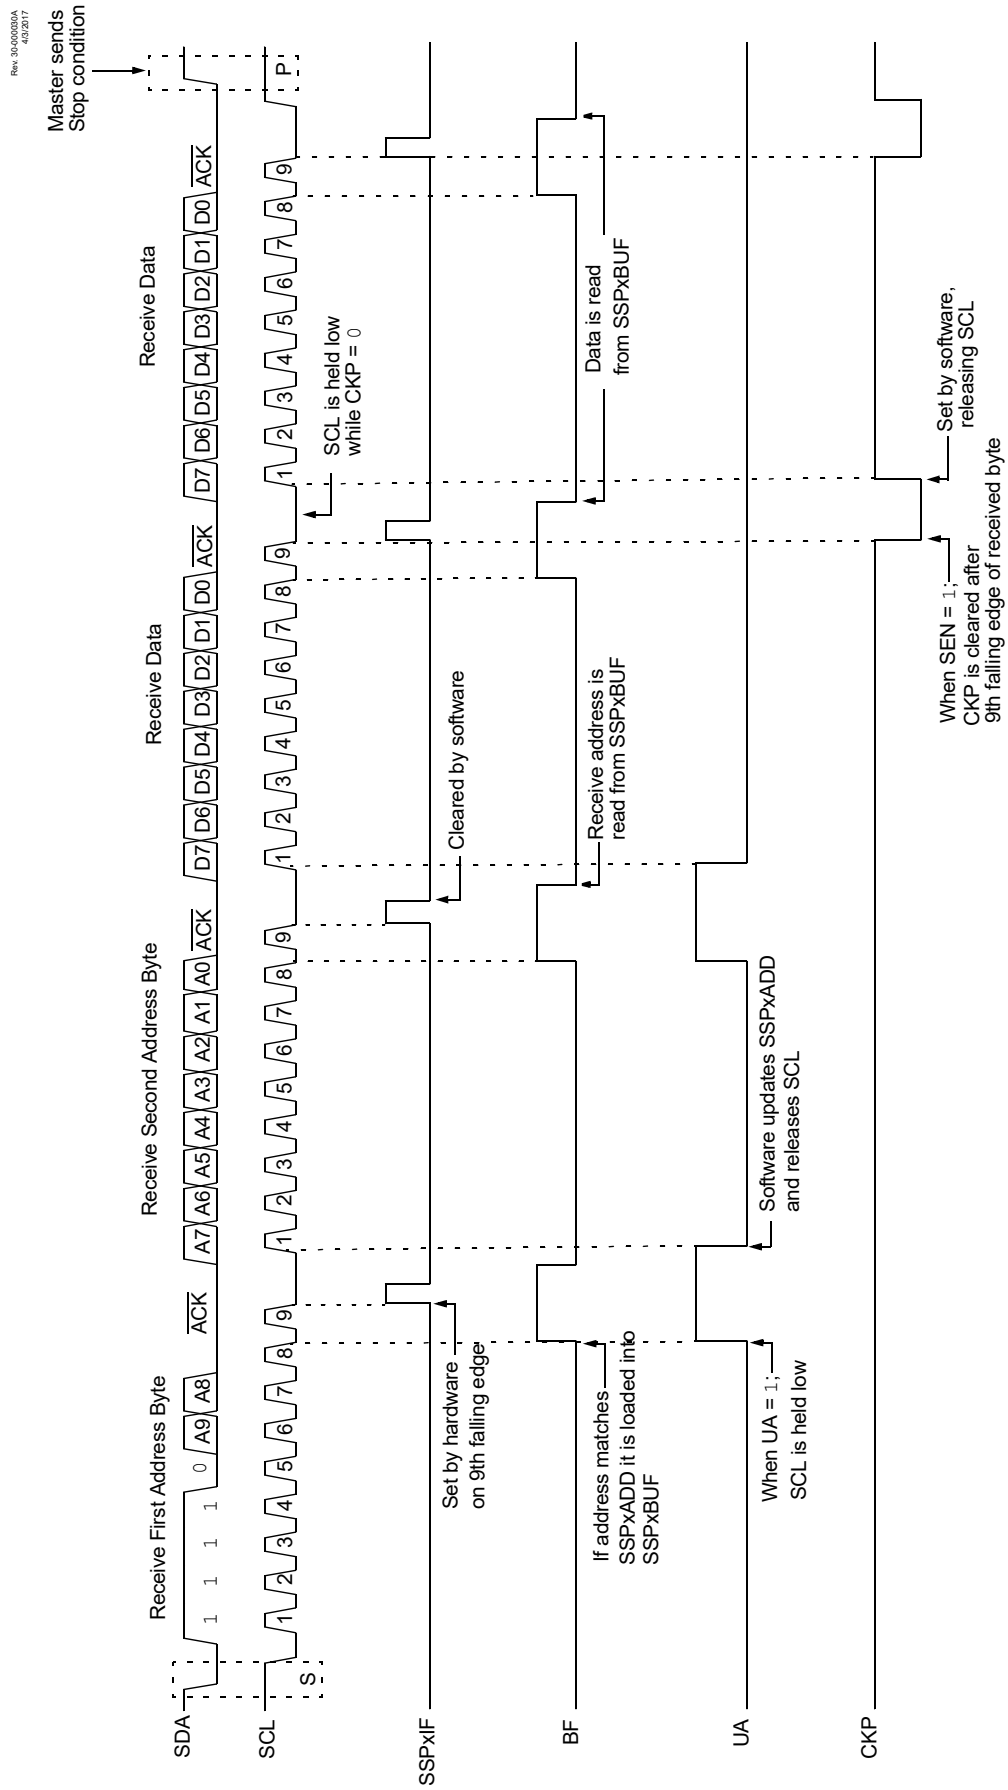 Rev. 30-000030A
4/3/2017
Master sends
Stop condition
Receive First Address Byte
Receive Second Address Byte
Receive Data
Receive Data
SDA
1 1 1 1 0 A9 A8 ACK A7 A6 A5 A4 A3 A2 A1 A0 ACK D7 D6 D5 D4 D3 D2 D1 D0 ACK D7 D6 D5 D4 D3 D2 D1 D0 ACK
SCL
S 1 2 3 4 5 6 7 8 9 1 2 3 4 5 6 7 8 9 1 2 3 4 5 6 7 8 9 1 2 3 4 5 6 7 8 9 P
SCL is held low
while CKP = 0
SSPxIF
Set by hardware
on 9th falling edge
Cleared by software
BF
If address matches
SSPxADD it is loaded into
SSPxBUF
Receive address is
read from SSPxBUF
Data is read
from SSPxBUF
UA
When UA = 1;
SCL is held low
Software updates SSPxADD
and releases SCL
CKP
When SEN = 1;
CKP is cleared after
9th falling edge of received byte
Set by software,
releasing SCL